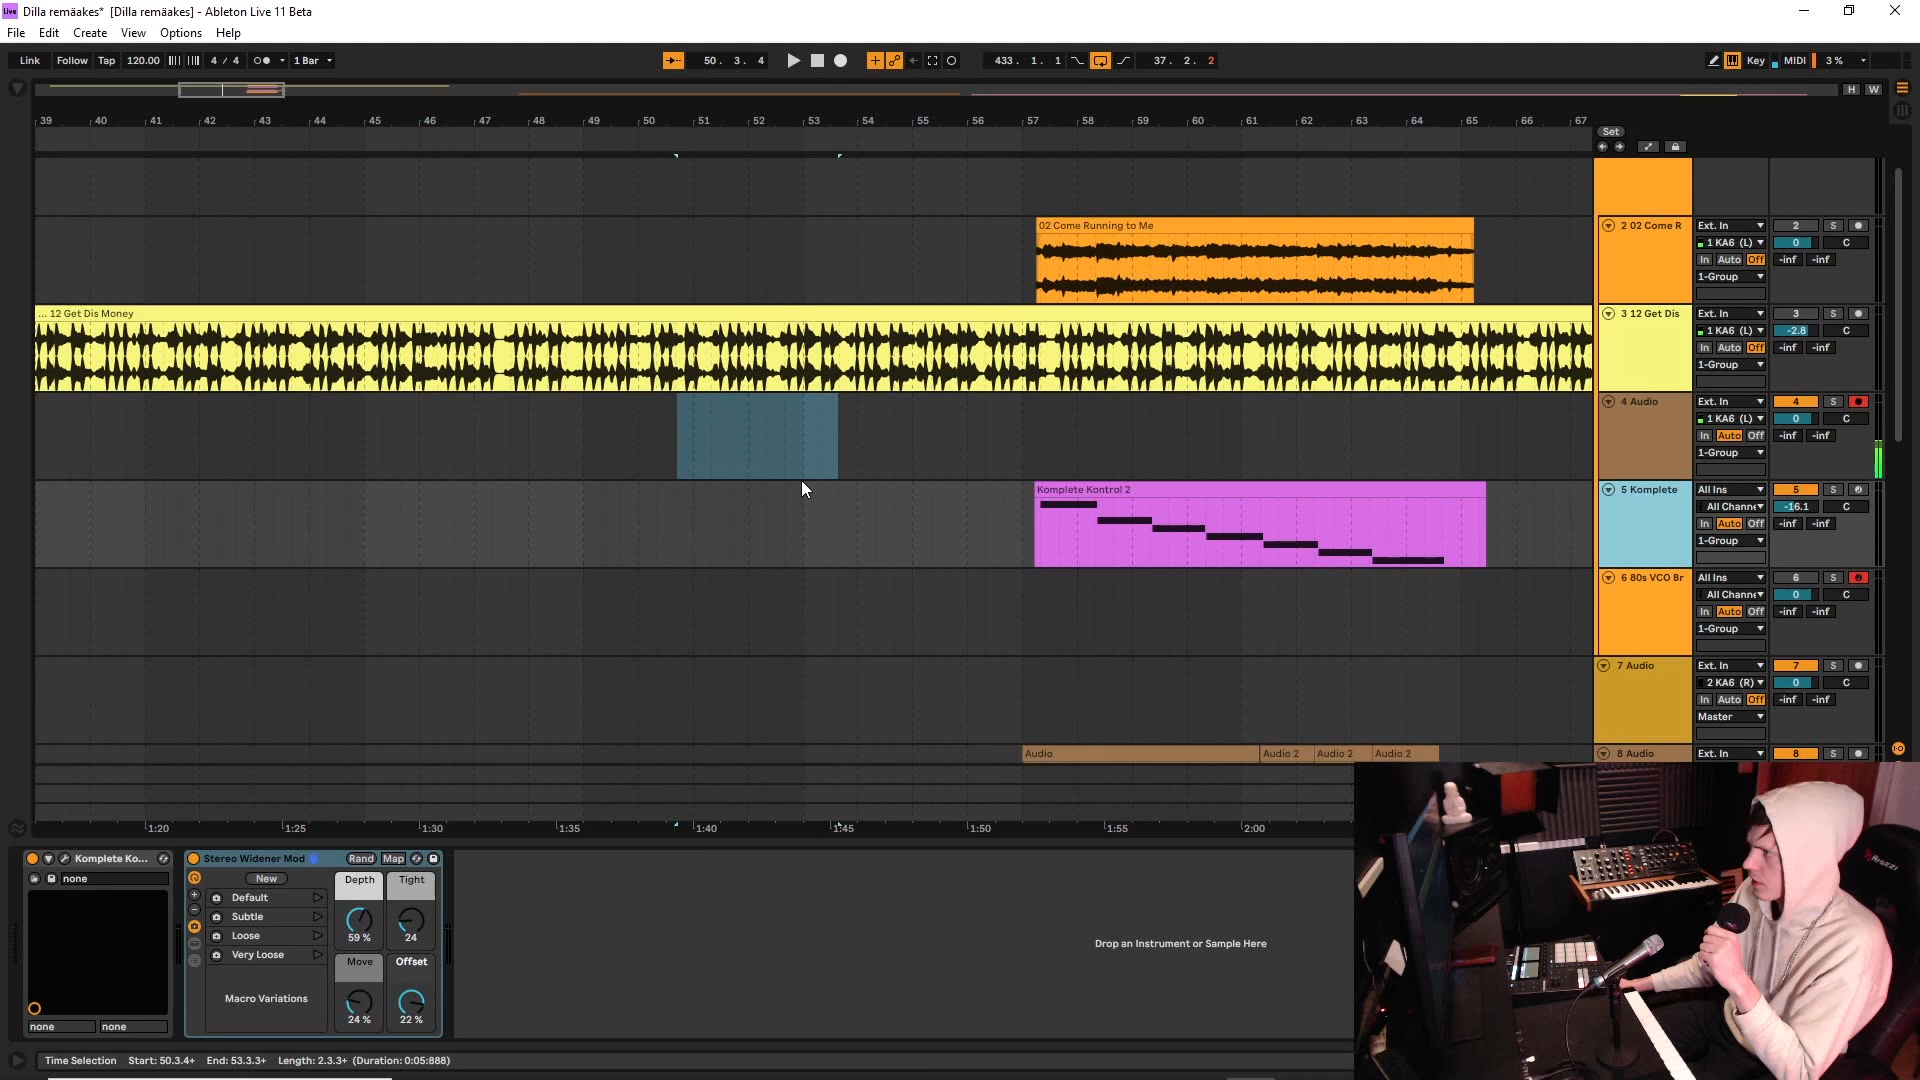 Live Dilla remäakes* [Dilla remäakes] - Ableton Live 11 Beta
File Edit Create View Options Help
Link Follow Tap 120.00 4 / 4 1 Bar 50. 3. 4 433. 1. 1 37. 2. 2 Key MIDI 3 %
H W
39 40 41 42 43 44 45 46 47 48 49 50 51 52 53 54 55 56 57 58 59 60 61 62 63 64 65 66 67
Set
02 Come Running to Me
2 02 Come R Ext. In 2 S
1 KA6 (L) 0 C
In Auto Off -inf -inf
1-Group
... 12 Get Dis Money
3 12 Get Dis Ext. In 3 S
1 KA6 (L) -2.8 C
In Auto Off -inf -inf
1-Group
4 Audio Ext. In 4 S
1 KA6 (L) 0 C
In Auto Off -inf -inf
1-Group
Komplete Kontrol 2
5 Komplete All Ins 5 S
All Channe -16.1 C
In Auto Off -inf -inf
1-Group
6 80s VCO Br All Ins 6 S
All Channe 0 C
In Auto Off -inf -inf
1-Group
7 Audio Ext. In 7 S
2 KA6 (R) 0 C
In Auto Off -inf -inf
Master
Audio Audio 2 Audio 2 Audio 2
8 Audio Ext. In 8 S
1:20 1:25 1:30 1:35 1:40 1:45 1:50 1:55 2:00
Komplete Ko...
none
none none
Stereo Widener Mod Rand Map
New
Default
Subtle
Loose
Very Loose
Macro Variations
Depth Tight
59 % 24
Move Offset
24 % 22 %
Drop an Instrument or Sample Here
Arozzi
Time Selection Start: 50.3.4+ End: 53.3.3+ Length: 2.3.3+ (Duration: 0:05:888)